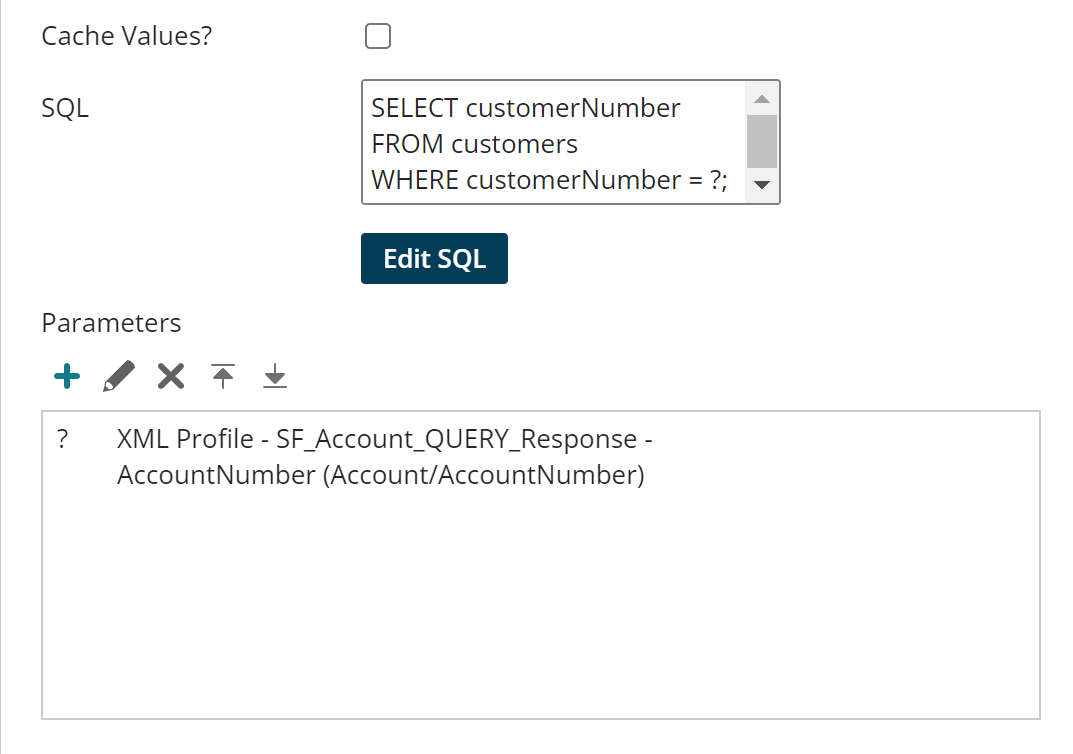 Cache Values?
SQL
SELECT customerNumber
FROM customers
WHERE customerNumber = ?;
Edit SQL
Parameters
? XML Profile - SF_Account_QUERY_Response -
AccountNumber (Account/AccountNumber)